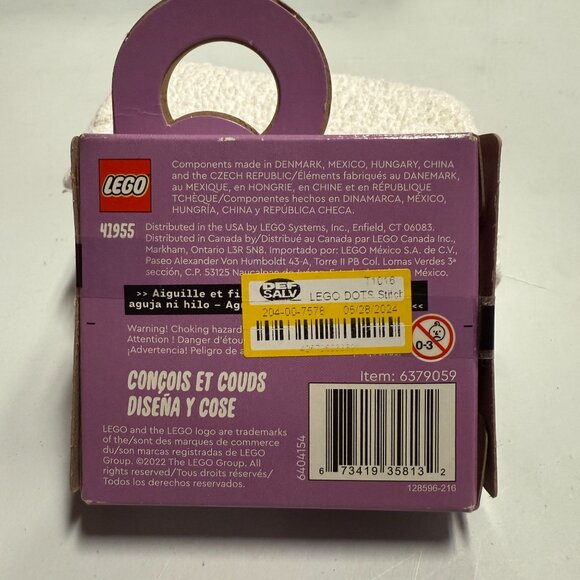 LEGO
41955
Components made in DENMARK, MEXICO, HUNGARY, CHINA
and the CZECH REPUBLIC/Éléments fabriqués au DANEMARK,
au MEXIQUE, en HONGRIE, en CHINE et en RÉPUBLIQUE
TCHÈQUE/Componentes hechos en DINAMARCA, MÉXICO,
HUNGRÍA, CHINA y REPÚBLICA CHECA.
Distributed in the USA by LEGO Systems, Inc., Enfield, CT 06083.
Distributed in Canada by/Distribué au Canada par LEGO Canada Inc.,
Markham, Ontario L3R 5N8. Importado por: LEGO México S.A. de C.V.,
Paseo Alexander Von Humboldt 43-A, Torre II PB Col. Lomas Verdes 3ª
sección, C.P. 53125 Naucalpan México.
>> Aiguille et
aguja ni hilo - <<
DEF
SALV
T1016
LEGO DOTS Stitch
204-00-7578 05/28/2024
Warning! Choking hazard
Attention ! Danger
¡Advertencia! Peligro de
0-3
CONÇOIS ET COUDS
DISEÑA Y COSE
Item: 6379059
LEGO and the LEGO logo are trademarks
of the/sont des marques de commerce
du/son marcas registradas de LEGO
Group. ©2022 The LEGO Group. All
rights reserved/Tous droits réservés/
Todos los derechos reservados.
6404154
6 73419 35813 2
128596-216